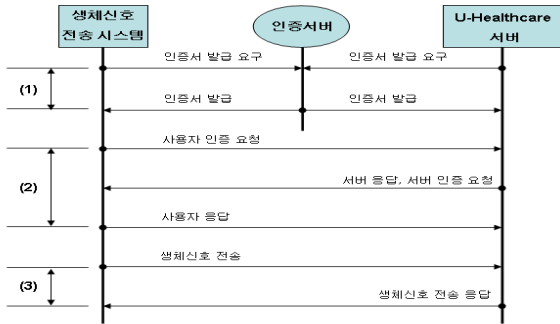 생체신호
전송 시스템
인증서버
U-Healthcare
서버
인증서 발급 요구
인증서 발급 요구
(1)
인증서 발급
인증서 발급
사용자 인증 요청
(2)
서버 응답, 서버 인증 요청
사용자 응답
생체신호 전송
(3)
생체신호 전송 응답